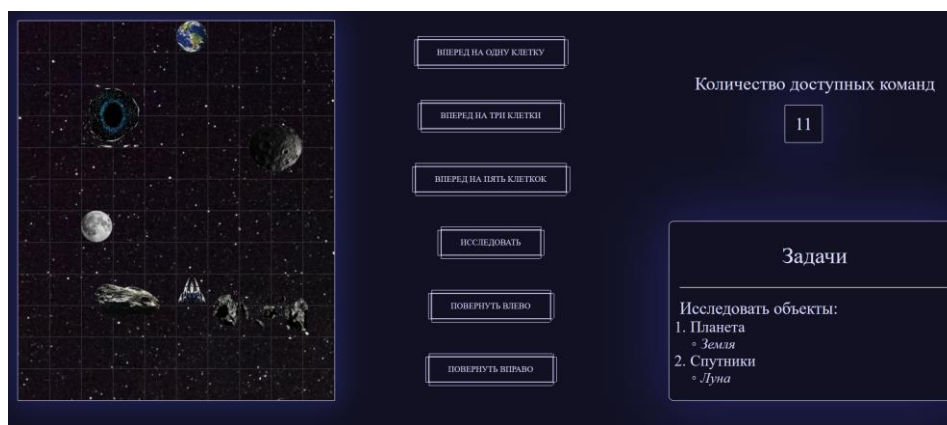 ВПЕРЕД НА ОДНУ КЛЕТКУ
ВПЕРЕД НА ТРИ КЛЕТКИ
ВПЕРЕД НА ПЯТЬ КЛЕТКОК
ИССЛЕДОВАТЬ
ПОВЕРНУТЬ ВЛЕВО
ПОВЕРНУТЬ ВПРАВО
Количество доступных команд
11
Задачи
Исследовать объекты:
1. Планета
◦ Земля
2. Спутники
◦ Луна